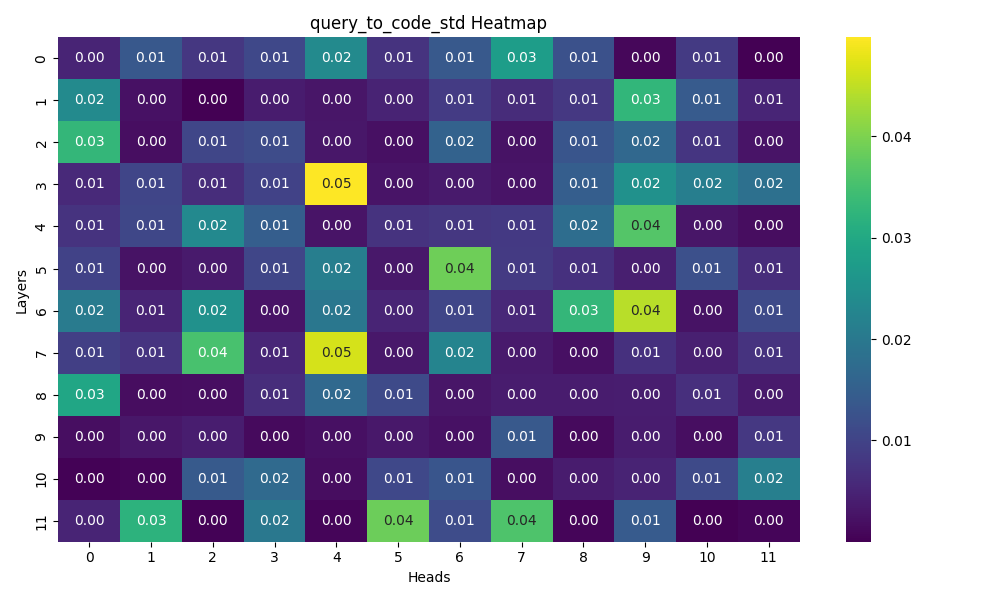 query_to_code_std Heatmap
0 0.00 0.01 0.01 0.01 0.02 0.01 0.01 0.03 0.01 0.00 0.01 0.00
1 0.02 0.00 0.00 0.00 0.00 0.00 0.01 0.01 0.01 0.03 0.01 0.01
2 0.03 0.00 0.01 0.01 0.00 0.00 0.02 0.00 0.01 0.02 0.01 0.00
0.04
3 0.01 0.01 0.01 0.01 0.05 0.00 0.00 0.00 0.01 0.02 0.02 0.02
4 0.01 0.01 0.02 0.01 0.00 0.01 0.01 0.01 0.02 0.04 0.00 0.00
0.03
5 0.01 0.00 0.00 0.01 0.02 0.00 0.04 0.01 0.01 0.00 0.01 0.01
Layers
6 0.02 0.01 0.02 0.00 0.02 0.00 0.01 0.01 0.03 0.04 0.00 0.01
0.02
7 0.01 0.01 0.04 0.01 0.05 0.00 0.02 0.00 0.00 0.01 0.00 0.01
8 0.03 0.00 0.00 0.01 0.02 0.01 0.00 0.00 0.00 0.00 0.01 0.00
9 0.00 0.00 0.00 0.00 0.00 0.00 0.00 0.01 0.00 0.00 0.00 0.01
0.01
10 0.00 0.00 0.01 0.02 0.00 0.01 0.01 0.00 0.00 0.00 0.01 0.02
11 0.00 0.03 0.00 0.02 0.00 0.04 0.01 0.04 0.00 0.01 0.00 0.00
0 1 2 3 4 5 6 7 8 9 10 11
Heads